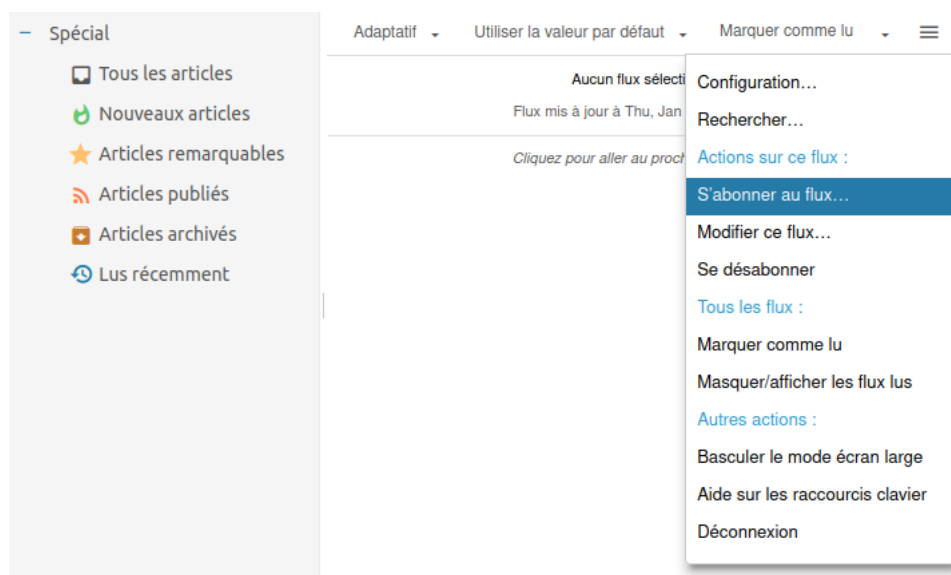 Spécial
Tous les articles
Nouveaux articles
Articles remarquables
Articles publiés
Articles archivés
Lus récemment
Adaptatif Utiliser la valeur par défaut Marquer comme lu
Aucun flux sélecti
Flux mis à jour à Thu, Jan
Cliquez pour aller au proch
Configuration…
Rechercher…
Actions sur ce flux :
S'abonner au flux…
Modifier ce flux…
Se désabonner
Tous les flux :
Marquer comme lu
Masquer/afficher les flux lus
Autres actions :
Basculer le mode écran large
Aide sur les raccourcis clavier
Déconnexion